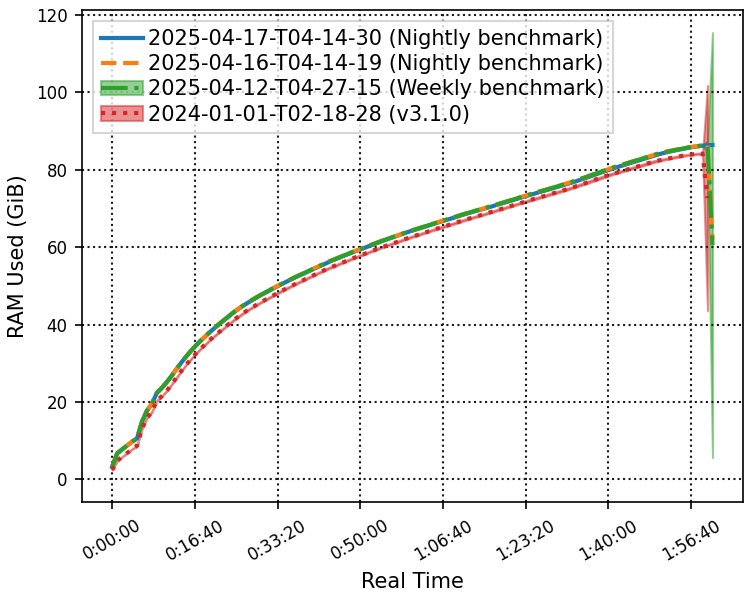 2025-04-17-T04-14-30 (Nightly benchmark)
2025-04-16-T04-14-19 (Nightly benchmark)
2025-04-12-T04-27-15 (Weekly benchmark)
2024-01-01-T02-18-28 (v3.1.0)
RAM Used (GiB)
120
100
80
60
40
20
0
0:00:00
0:16:40
0:33:20
0:50:00
1:06:40
1:23:20
1:40:00
1:56:40
Real Time